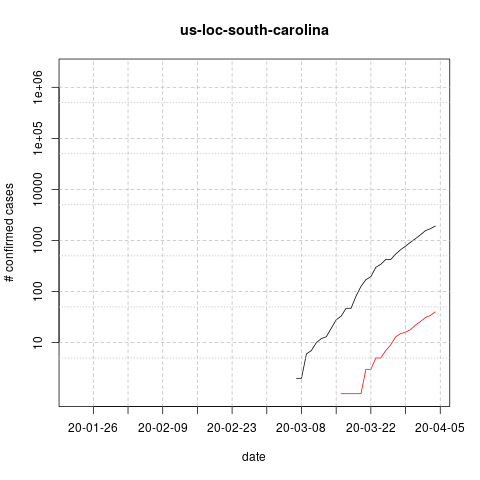 us-loc-south-carolina
# confirmed cases
1e+06
1e+05
10000
1000
100
10
20-01-26 20-02-09 20-02-23 20-03-08 20-03-22 20-04-05
date